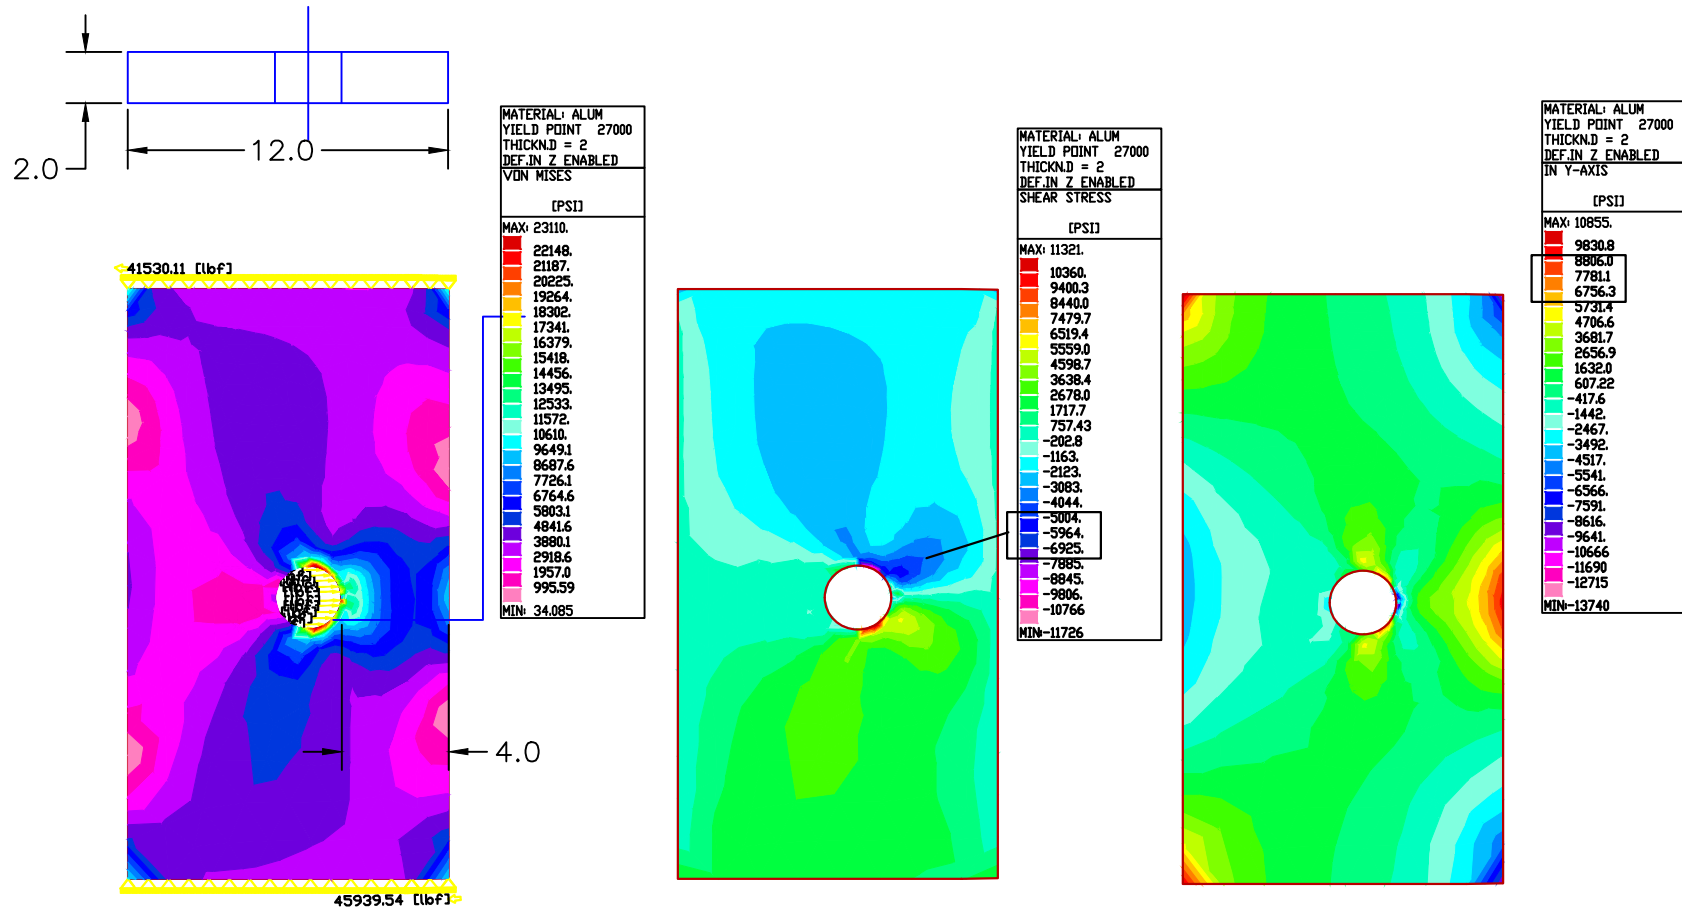 2.0
12.0
41530.11 [lbf]
45939.54 [lbf]
4.0
MATERIAL: ALUM
YIELD POINT 27000
THICKN.D = 2
DEF.IN Z ENABLED
VON MISES
[PSI]
MAX: 23110.
22148.
21187.
20225.
19264.
18302.
17341.
16379.
15418.
14456.
13495.
12533.
11572.
10610.
9649.1
8687.6
7726.1
6764.6
5803.1
4841.6
3880.1
2918.6
1957.0
995.59
MIN: 34.085
MATERIAL: ALUM
YIELD POINT 27000
THICKN.D = 2
DEF.IN Z ENABLED
SHEAR STRESS
[PSI]
MAX: 11321.
10360.
9400.3
8440.0
7479.7
6519.4
5559.0
4598.7
3638.4
2678.0
1717.7
757.43
-202.8
-1163.
-2123.
-3083.
-4044.
-5004.
-5964.
-6925.
-7885.
-8845.
-9806.
-10766
MIN:-11726
MATERIAL: ALUM
YIELD POINT 27000
THICKN.D = 2
DEF.IN Z ENABLED
IN Y-AXIS
[PSI]
MAX: 10855.
9830.8
8806.0
7781.1
6756.3
5731.4
4706.6
3681.7
2656.9
1632.0
607.22
-417.6
-1442.
-2467.
-3492.
-4517.
-5541.
-6566.
-7591.
-8616.
-9641.
-10666
-11690
-12715
MIN:-13740